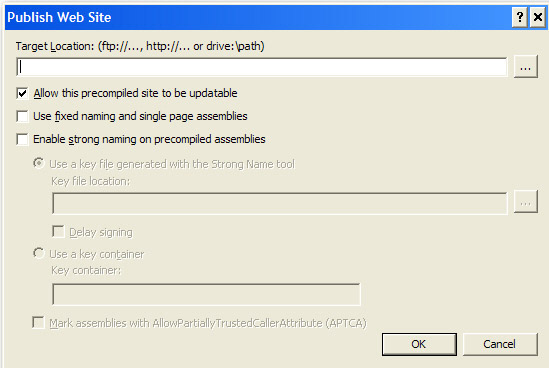 Publish Web Site
Target Location: (ftp://..., http://... or drive:\path)
...
Allow this precompiled site to be updatable
Use fixed naming and single page assemblies
Enable strong naming on precompiled assemblies
Use a key file generated with the Strong Name tool
Key file location:
...
Delay signing
Use a key container
Key container:
Mark assemblies with AllowPartiallyTrustedCallerAttribute (APTCA)
OK Cancel